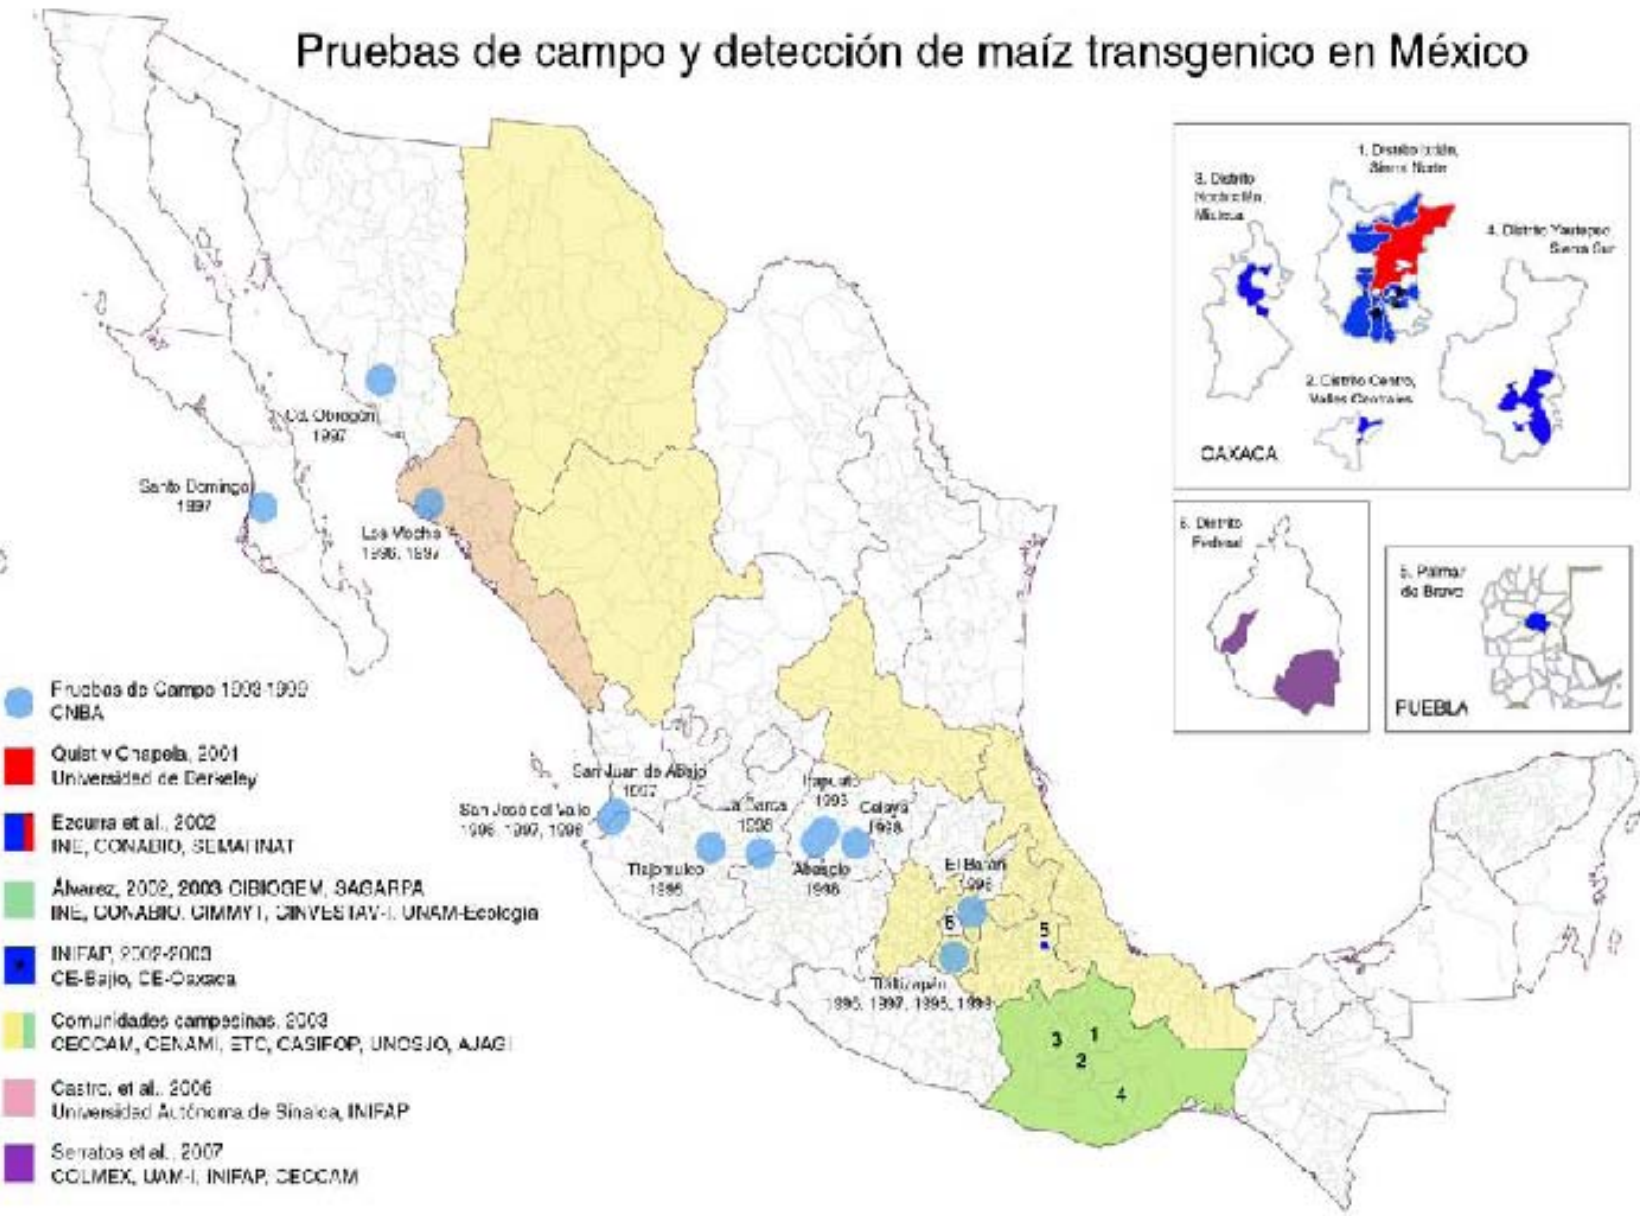 Pruebas de campo y detección de maíz transgenico en México
1. Distrito Ixtlán,
Sierra Norte
3. Distrito
Nochixtlán,
Mixteca
4. Distrito Yautepec
Sierra Sur
2. Distrito Centro,
Valles Centrales
OAXACA
6. Distrito
Federal
5. Palmar
de Bravo
PUEBLA
Cd. Obregón
1997
Santo Domingo
1997
Los Mochis
1996, 1997
San Juan de Abajo
1997
San José del Valle
1996, 1997, 1998
La Barca
1998
Irapuato
1993
Celaya
1998
Tlajomulco
1996
Abasolo
1998
El Batán
1996
6
5
Tlaltizapán
1996, 1997, 1998, 1999
3
1
2
4
Pruebas de Campo 1993-1999
CNBA
Quist y Chapela, 2001
Universidad de Berkeley
Ezcurra et al., 2002
INE, CONABIO, SEMARNAT
Álvarez, 2002, 2003 CIBIOGEM, SAGARPA
INE, CONABIO, CIMMYT, CINVESTAV-I, UNAM-Ecología
INIFAP, 2002-2003
CE-Bajío, CE-Oaxaca
Comunidades campesinas, 2003
CECCAM, CENAMI, ETC, CASIFOP, UNOSJO, AJAGI
Castro, et al., 2006
Universidad Autónoma de Sinaloa, INIFAP
Serratos et al., 2007
COLMEX, UAM-I, INIFAP, CECCAM